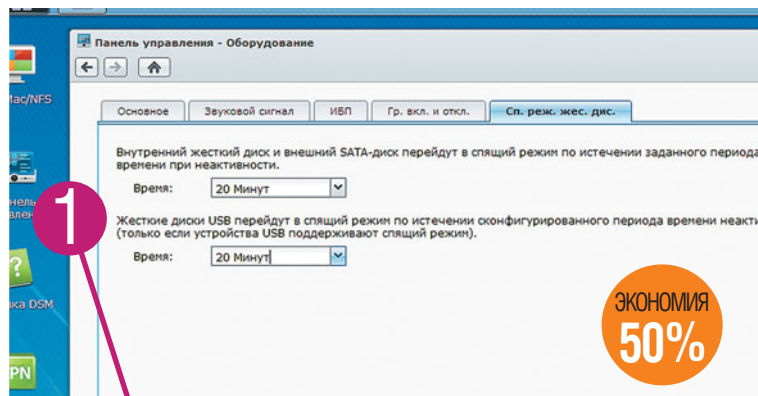 Панель управления - Оборудование
Mac/NFS
Основное Звуковой сигнал ИБП Гр. вкл. и откл. Сп. реж. жес. дис.
Внутренний жесткий диск и внешний SATA-диск перейдут в спящий режим по истечении заданного периода
времени при неактивности.
Время: 20 Минут
1
Жесткие диски USB перейдут в спящий режим по истечении сконфигурированного периода времени
(только если устройства USB поддерживают спящий режим).
Время: 20 Минут
DSM
ЭКОНОМИЯ
50%